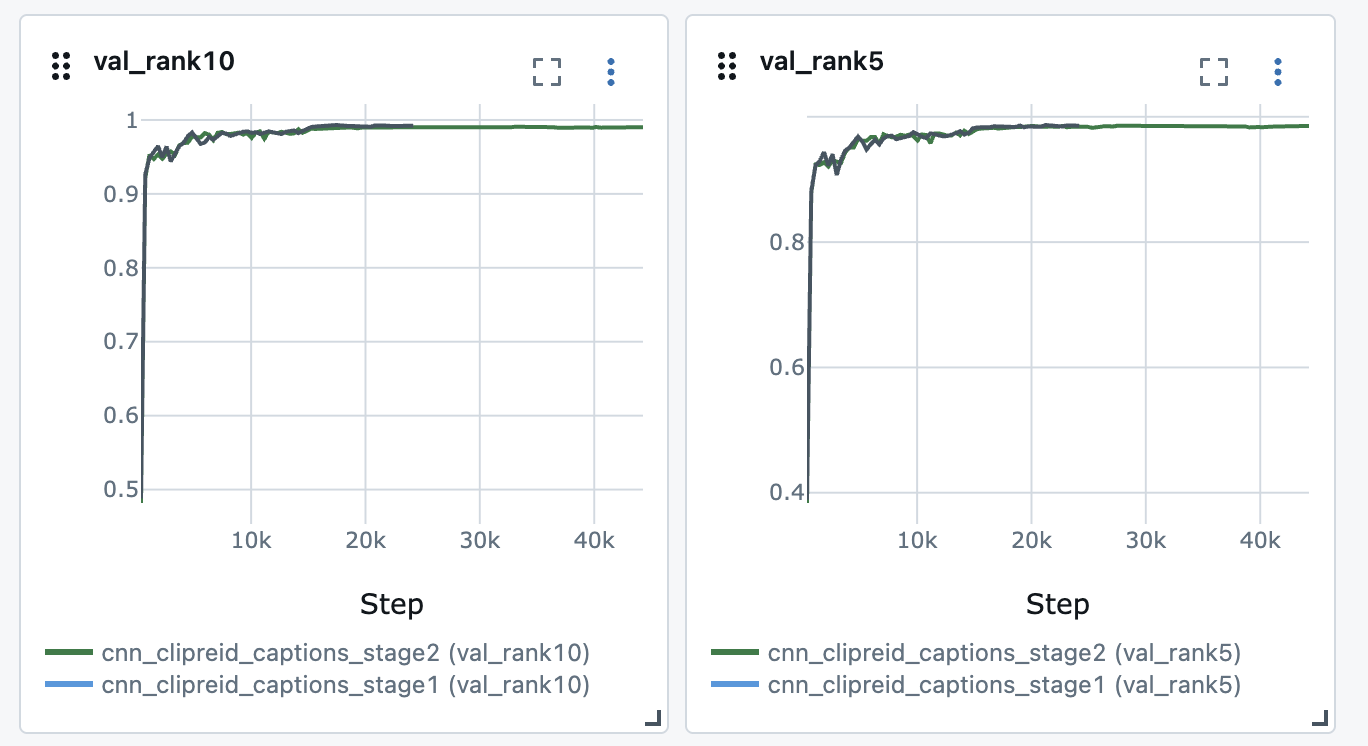 val_rank10
1
0.9
0.8
0.7
0.6
0.5
10k 20k 30k 40k
Step
cnn_clipreid_captions_stage2 (val_rank10)
cnn_clipreid_captions_stage1 (val_rank10)
val_rank5
0.8
0.6
0.4
10k 20k 30k 40k
Step
cnn_clipreid_captions_stage2 (val_rank5)
cnn_clipreid_captions_stage1 (val_rank5)